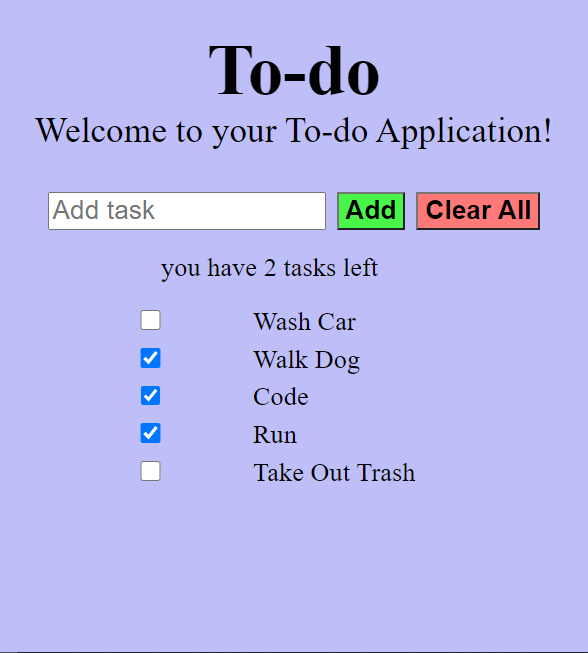 To-do
Welcome to your To-do Application!
Add task Add Clear All
you have 2 tasks left
Wash Car
Walk Dog
Code
Run
Take Out Trash